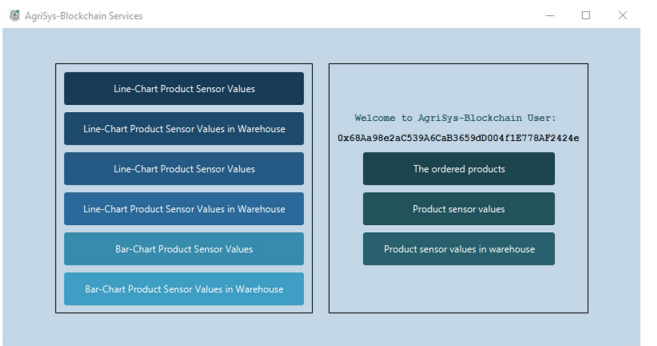 AgriSys-Blockchain Services
Line-Chart Product Sensor Values
Line-Chart Product Sensor Values in Warehouse
Line-Chart Product Sensor Values
Line-Chart Product Sensor Values in Warehouse
Bar-Chart Product Sensor Values
Bar-Chart Product Sensor Values in Warehouse
Welcome to AgriSys-Blockchain User:
0x68Aa98e2aC539A6CaB3659dD004f1E778AF2424e
The ordered products
Product sensor values
Product sensor values in warehouse